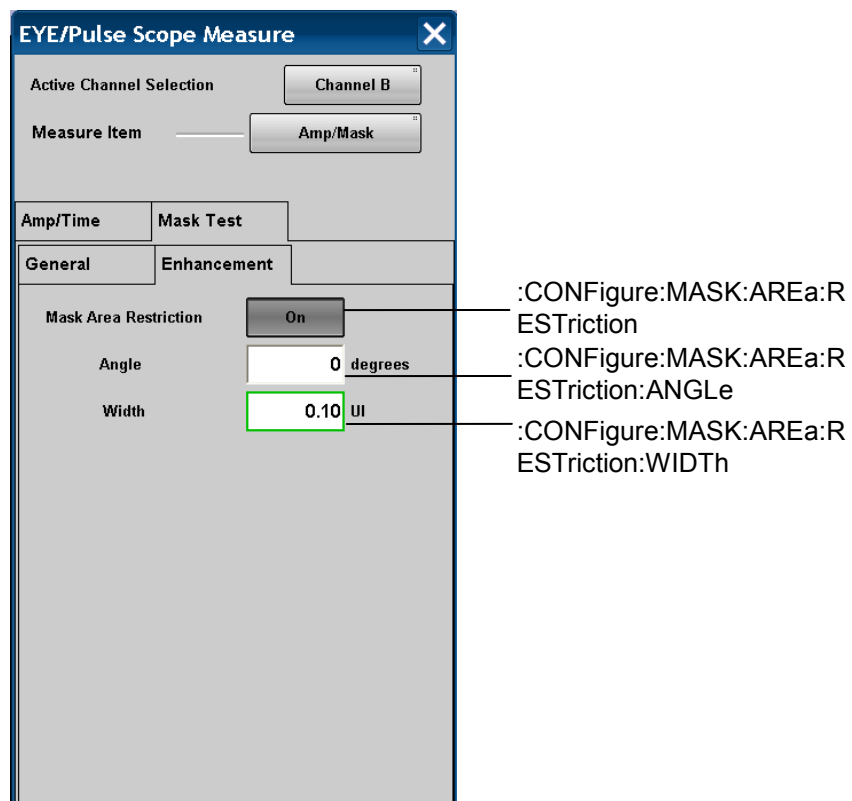 EYE/Pulse Scope Measure
Active Channel Selection
Channel B
Measure Item
Amp/Mask
Amp/Time
Mask Test
General
Enhancement
Mask Area Restriction
On
:CONFigure:MASK:AREa:R
ESTriction
Angle
0 degrees
:CONFigure:MASK:AREa:R
ESTriction:ANGLe
Width
0.10 UI
:CONFigure:MASK:AREa:R
ESTriction:WIDTh